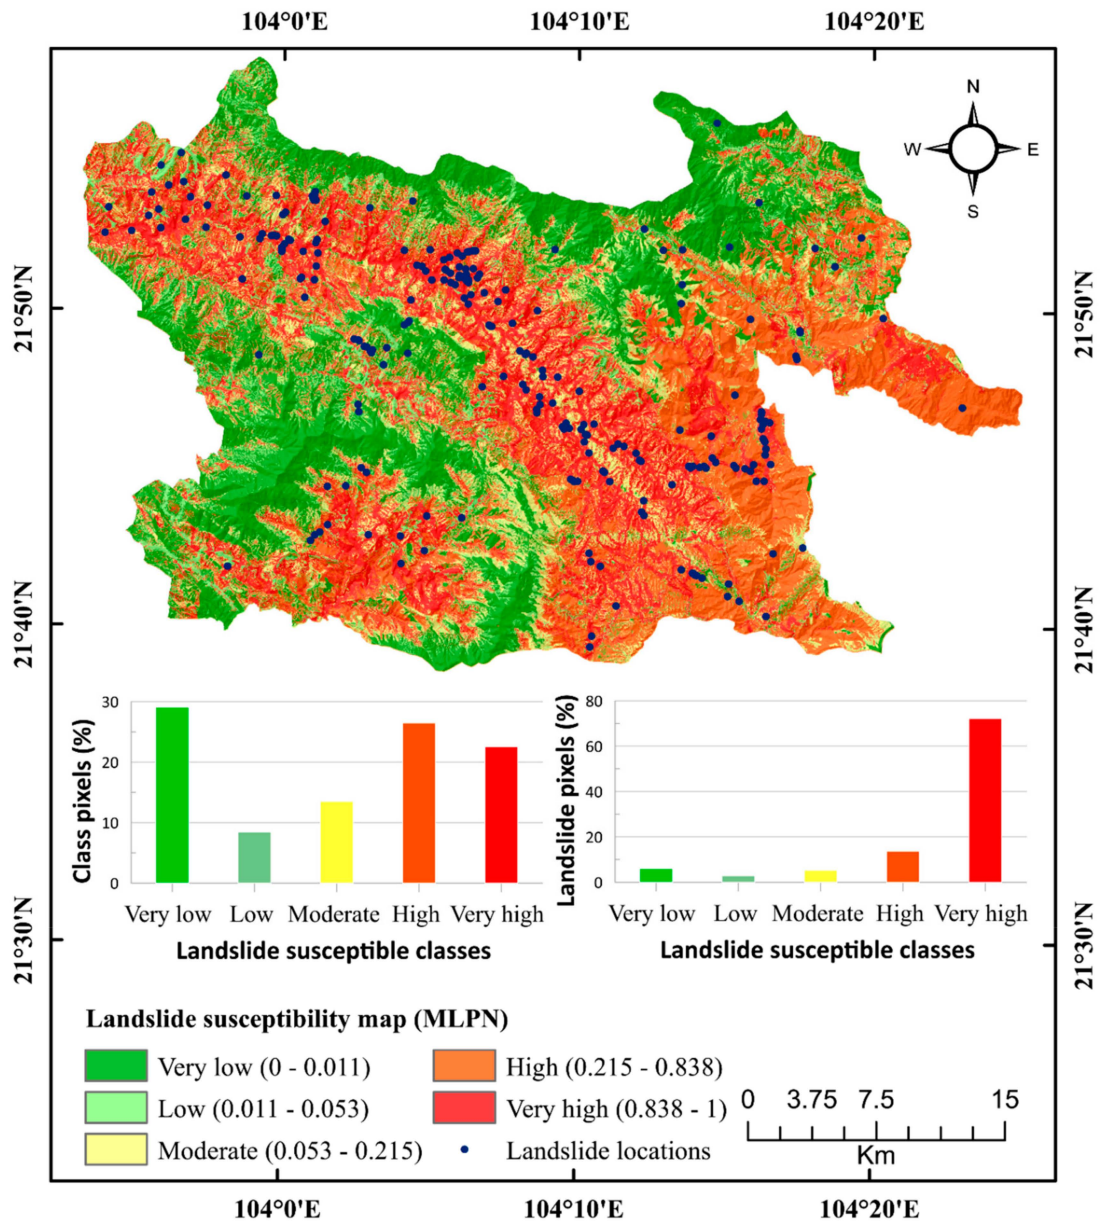 104°0'E 104°10'E 104°20'E
N
W E
S
21°50'N 21°50'N
21°40'N 21°40'N
21°30'N 21°30'N
Class pixels (%)
30
20
10
0
Very low Low Moderate High Very high
Landslide susceptible classes
Landslide pixels (%)
80
60
40
20
0
Very low Low Moderate High Very high
Landslide susceptible classes
Landslide susceptibility map (MLPN)
Very low (0 - 0.011)
Low (0.011 - 0.053)
Moderate (0.053 - 0.215)
High (0.215 - 0.838)
Very high (0.838 - 1)
Landslide locations
0 3.75 7.5 15
Km
104°0'E 104°10'E 104°20'E